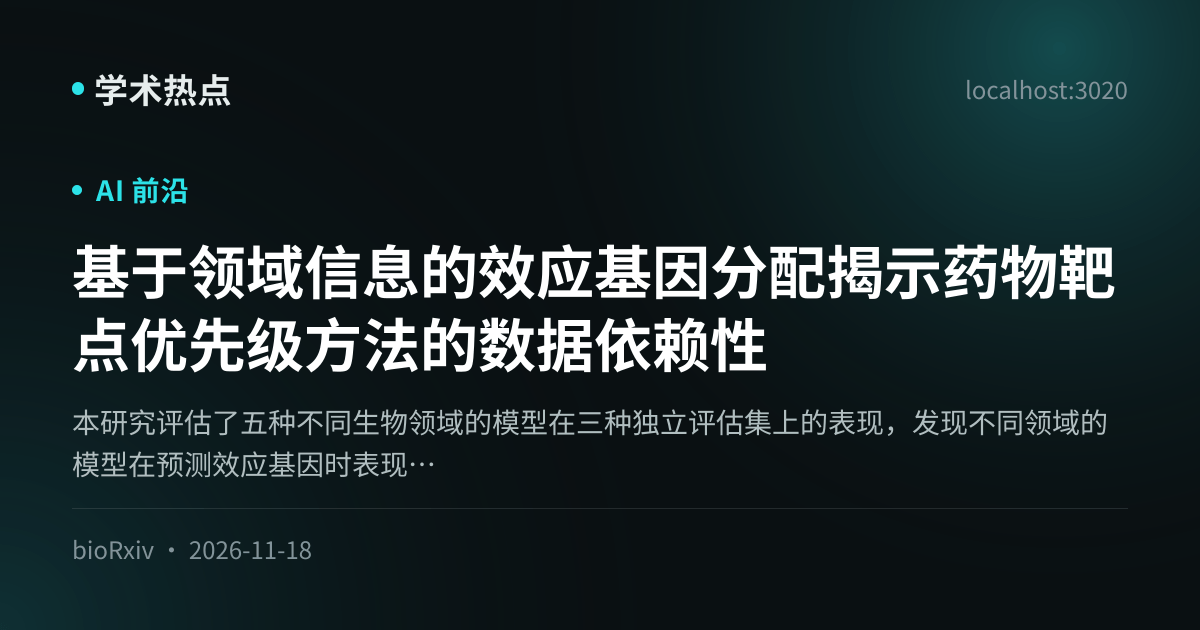 学术热点
localhost:3020
AI 前沿
基于领域信息的效应基因分配揭示药物靶
点优先级方法的数据依赖性
本研究评估了五种不同生物领域的模型在三种独立评估集上的表现，发现不同领域的
模型在预测效应基因时表现…
bioRxiv • 2026-11-18